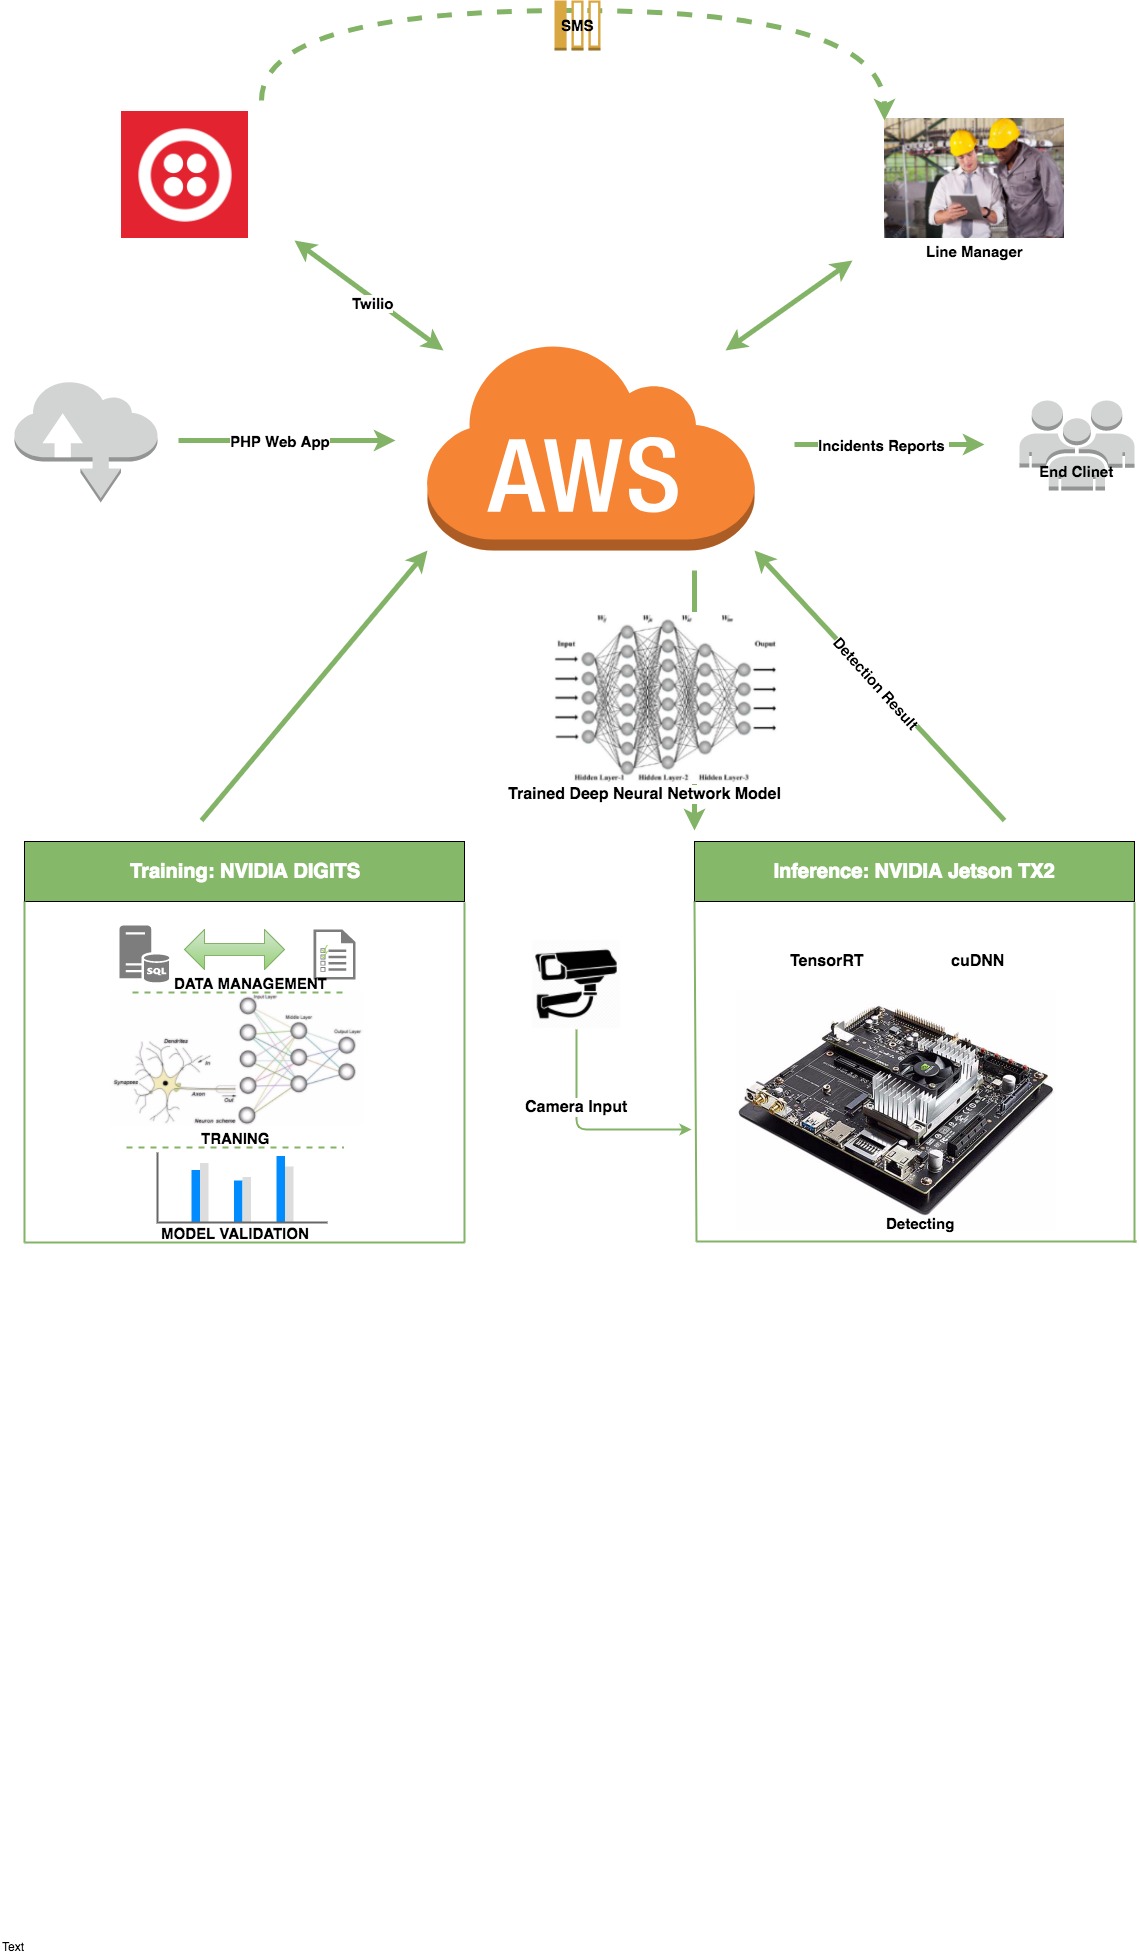 SMS
Line Manager
Twilio
PHP Web App
AWS
Incidents Reports
End Clinet
Input
Ouput
Hidden Layer-1 Hidden Layer-2 Hidden Layer-3
Trained Deep Neural Network Model
Detection Result
Training: NVIDIA DIGITS
Inference: NVIDIA Jetson TX2
SQL
DATA MANAGEMENT
Input Layer
Middle Layer
Output Layer
Dendrites
In
Synapses
Axon
Out
Neuron scheme
TRANING
MODEL VALIDATION
Camera Input
TensorRT cuDNN
Detecting
Text